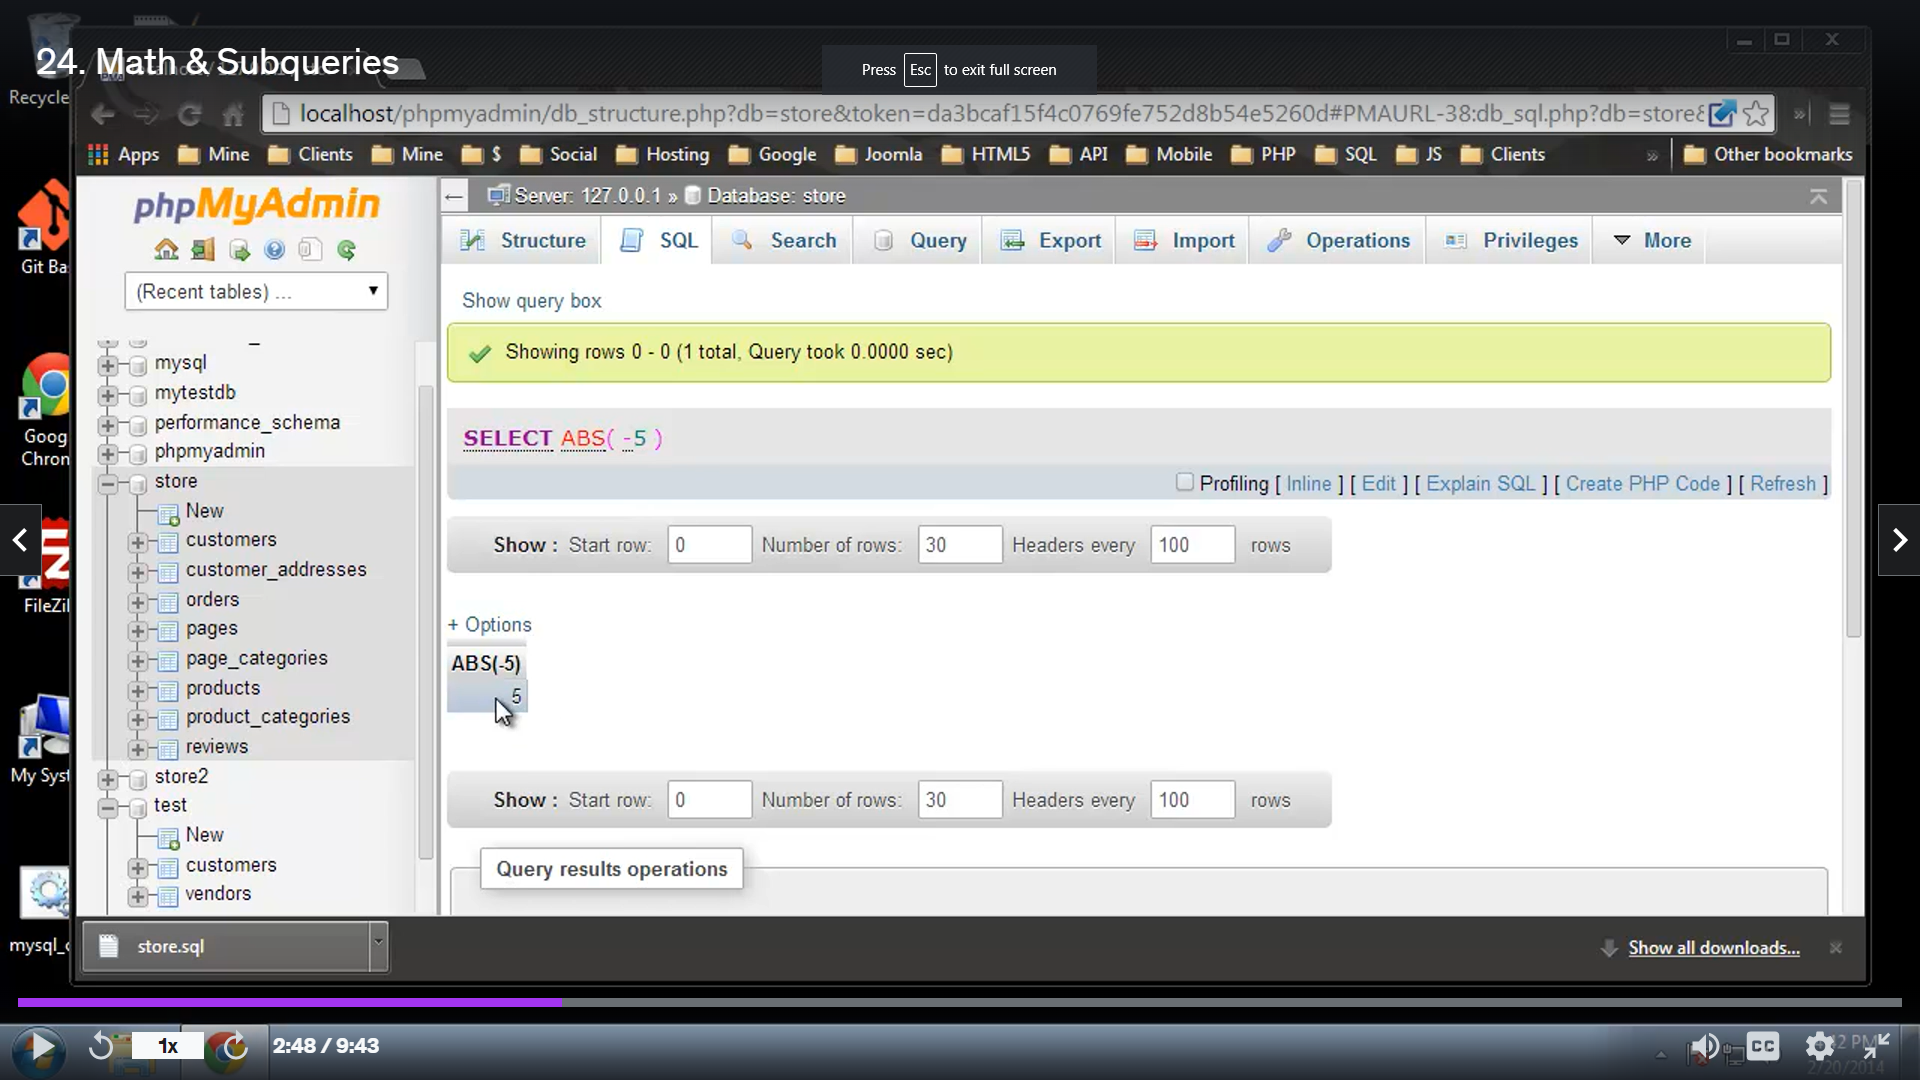 24. Math & Subqueries
Press Esc to exit full screen
Recycle
localhost/phpmyadmin/db_structure.php?db=store&token=da3bcaf15f4c0769fe752d8b54e5260d#PMAURL-38:db_sql.php?db=store&
Apps Mine Clients Mine $ Social Hosting Google Joomla HTML5 API Mobile PHP SQL JS Clients » Other bookmarks
phpMyAdmin
Server: 127.0.0.1 » Database: store
Structure SQL Search Query Export Import Operations Privileges More
Git Ba
(Recent tables) ...
Show query box
Showing rows 0 - 0 (1 total, Query took 0.0000 sec)
mysql
mytestdb
performance_schema
phpmyadmin
store
New
customers
customer_addresses
orders
pages
page_categories
products
product_categories
reviews
store2
test
New
customers
vendors
SELECT ABS( -5 )
Profiling [ Inline ] [ Edit ] [ Explain SQL ] [ Create PHP Code ] [ Refresh ]
Goog
Chron
Show : Start row: 0 Number of rows: 30 Headers every 100 rows
FileZil
+ Options
ABS(-5)
5
My Syst
Show : Start row: 0 Number of rows: 30 Headers every 100 rows
Query results operations
mysql_c
store.sql
Show all downloads...
1x
2:48 / 9:43
CC
42 PM
2/20/2014